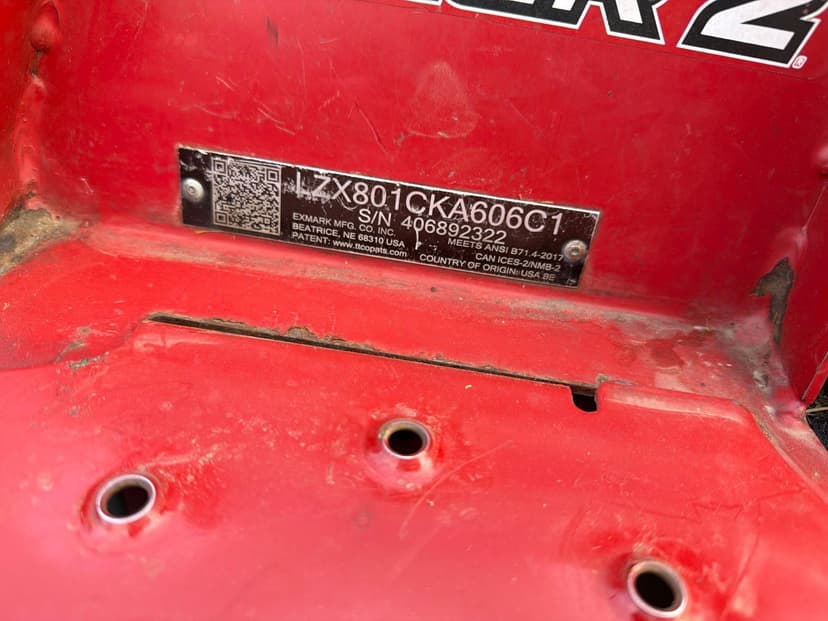 R 2®
LZX801CKA606C1
S/N 406892322
EXMARK MFG. CO. INC.
BEATRICE, NE 68310 USA
PATENT: www.ttcopats.com
MEETS ANSI B71.4-2017
CAN ICES-2/NMB-2
COUNTRY OF ORIGIN: USA BE